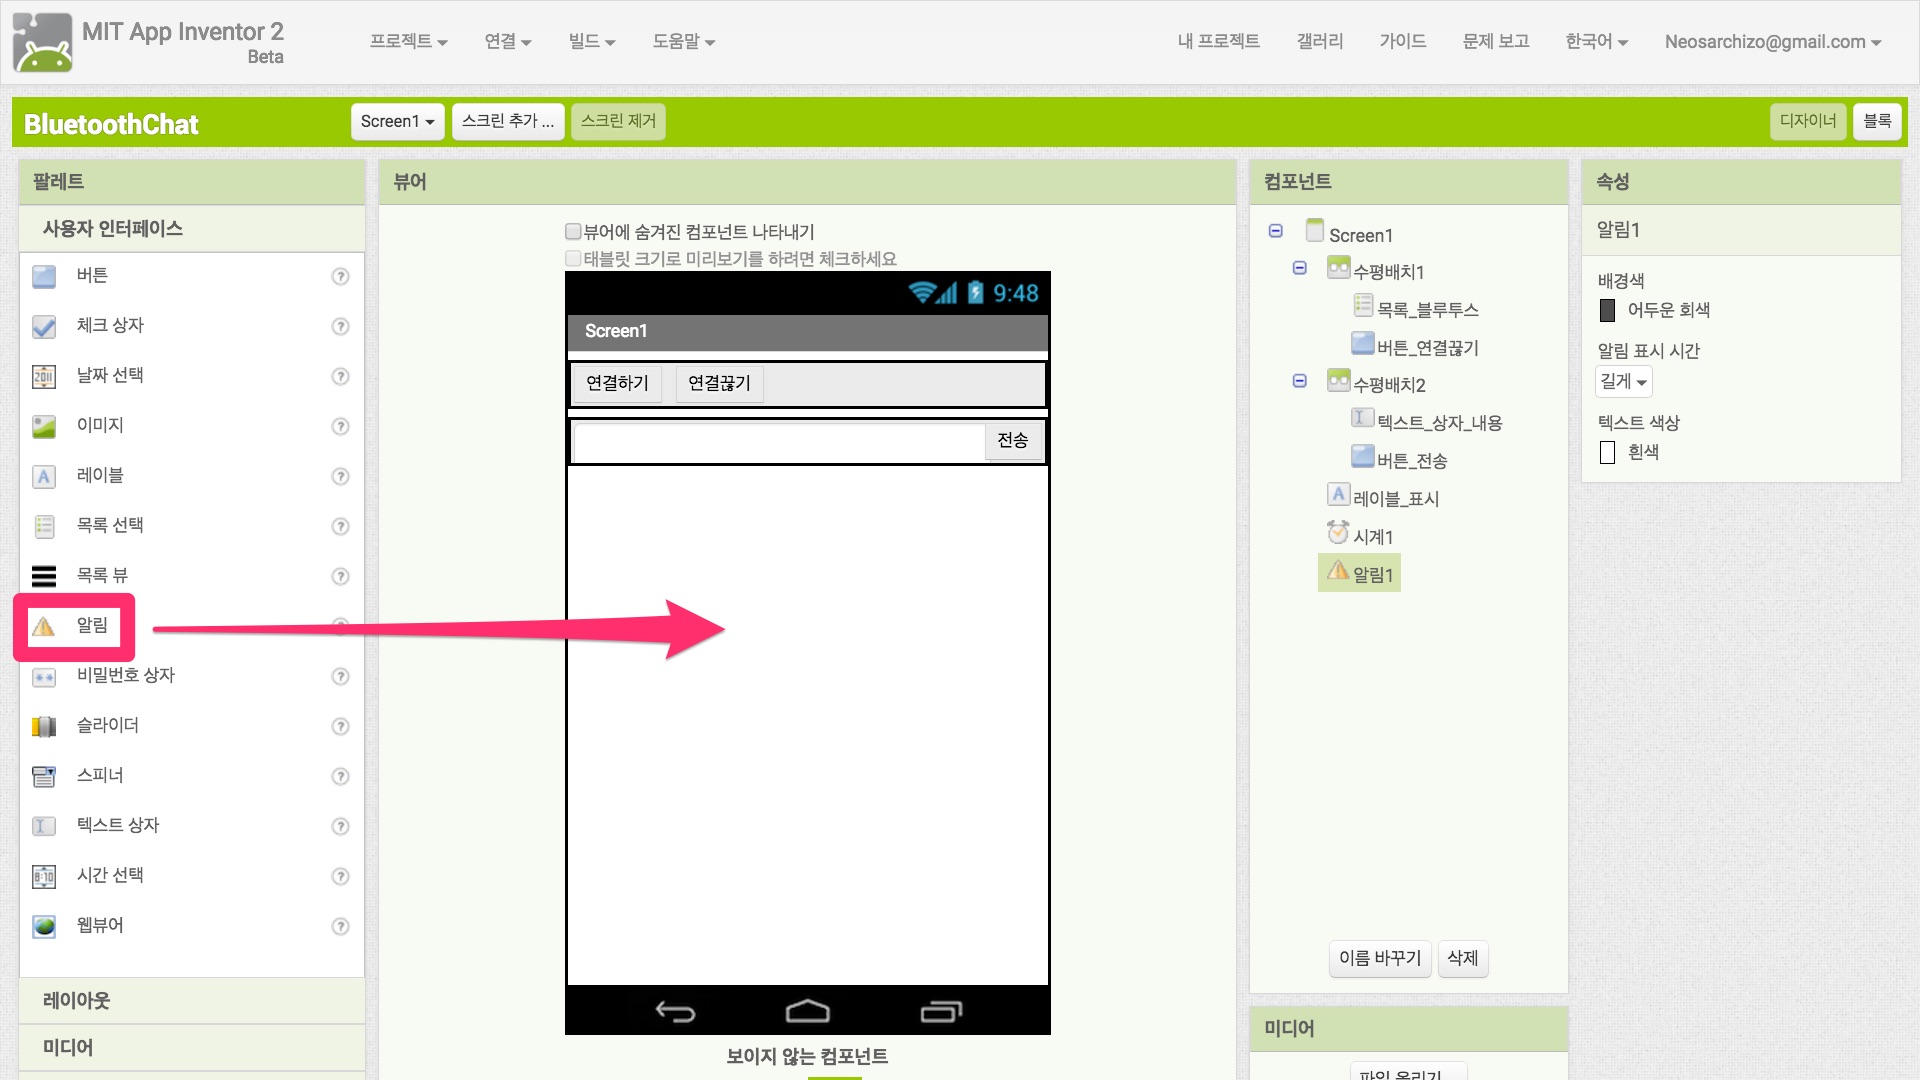 MIT App Inventor 2
Beta
프로젝트
연결
빌드
도움말
내 프로젝트
갤러리
가이드
문제 보고
한국어
Neosarchizo@gmail.com
BluetoothChat
Screen1
스크린 추가 ...
스크린 제거
디자이너
블록
팔레트
사용자 인터페이스
버튼
체크 상자
날짜 선택
이미지
레이블
목록 선택
목록 뷰
알림
비밀번호 상자
슬라이더
스피너
텍스트 상자
시간 선택
웹뷰어
레이아웃
미디어
뷰어
뷰어에 숨겨진 컴포넌트 나타내기
태블릿 크기로 미리보기를 하려면 체크하세요
9:48
Screen1
연결하기
연결끊기
전송
보이지 않는 컴포넌트
컴포넌트
Screen1
수평배치1
목록_블루투스
버튼_연결끊기
수평배치2
텍스트_상자_내용
버튼_전송
레이블_표시
시계1
알림1
이름 바꾸기
삭제
미디어
파일 올리기 ...
속성
알림1
배경색
어두운 회색
알림 표시 시간
길게
텍스트 색상
흰색